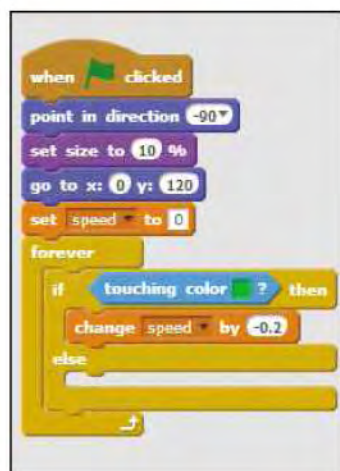 when clicked
point in direction -90
set size to 10 %
go to x: 0 y: 120
set speed to 0
forever
if touching color ? then
change speed by -0.2
else